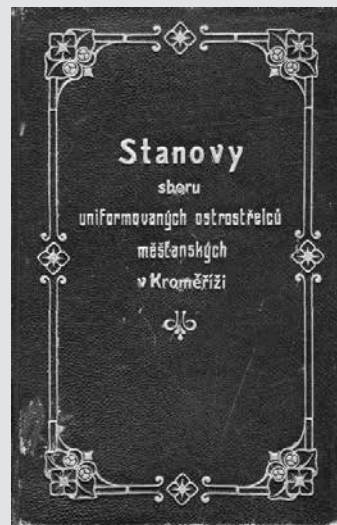 Stanovy
sboru
uniformovaných ostrostřelců
měšťanských
v Kroměříži